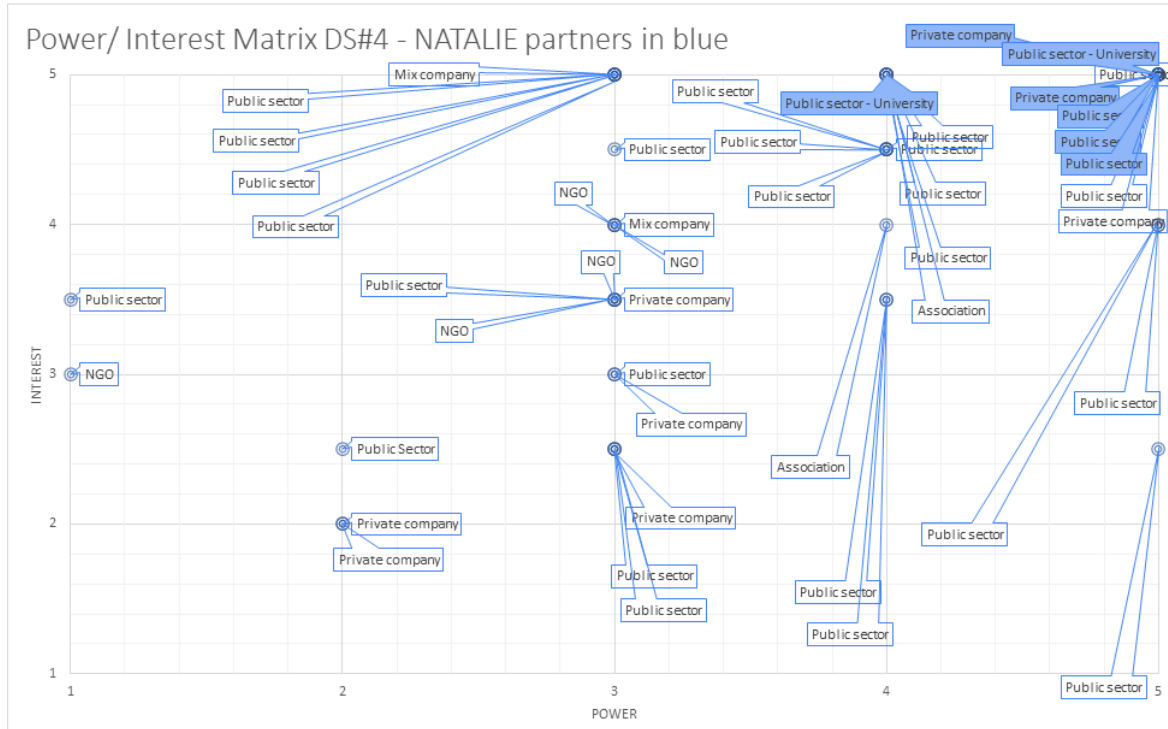 Power/ Interest Matrix DS#4 - NATALIE partners in blue
Private company
Public sector - University
5
Mix company
Public sector
Public sector
Private company
Public sector - University
Public sector
Public sector
Public sector
Public sector
Public sector
Public sector
Public sector
Public sector
Public sector
Public sector
NGO
Public sector
Public sector
Public sector
4
Mix company
Private company
NGO
NGO
Public sector
Public sector
Public sector
Private company
Association
NGO
INTEREST
3
NGO
Public sector
Public sector
Private company
Public Sector
Association
2
Private company
Private company
Private company
Public sector
Public sector
Public sector
Public sector
Public sector
Public sector
1
Public sector
1
2
3
4
5
POWER